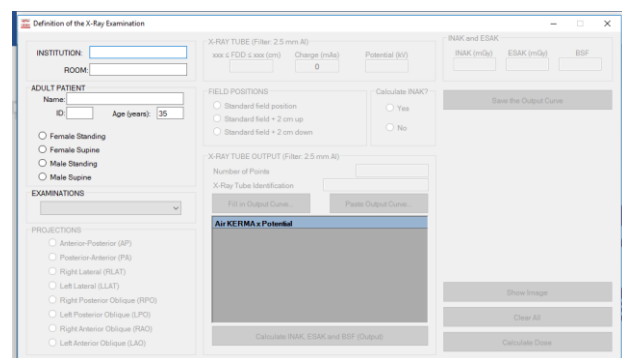 Definition of the X-Ray Examination
INSTITUTION:
ROOM:
ADULT PATIENT
Name:
ID:
Age (years): 35
Female Standing
Female Supine
Male Standing
Male Supine
EXAMINATIONS
PROJECTIONS
Anterior-Posterior (AP)
Posterior-Anterior (PA)
Right Lateral (RLAT)
Left Lateral (LLAT)
Right Posterior Oblique (RPO)
Left Posterior Oblique (LPO)
Right Anterior Oblique (RAO)
Left Anterior Oblique (LAO)
X-RAY TUBE (Filter: 2.5 mm Al)
xxx ≤ FDD ≤ xxx (cm) Charge (mAs) Potential (kV)
0
FIELD POSITIONS
Standard field position
Standard field + 2 cm up
Standard field + 2 cm down
Calculate INAK?
Yes
No
X-RAY TUBE OUTPUT (Filter: 2.5 mm Al)
Number of Points
X-Ray Tube Identification
Fill in Output Curve...
Paste Output Curve...
Air KERMA x Potential
Calculate INAK, ESAK and BSF (Output)
INAK and ESAK
INAK (mGy) ESAK (mGy) BSF
Save the Output Curve
Show Image
Clear All
Calculate Dose